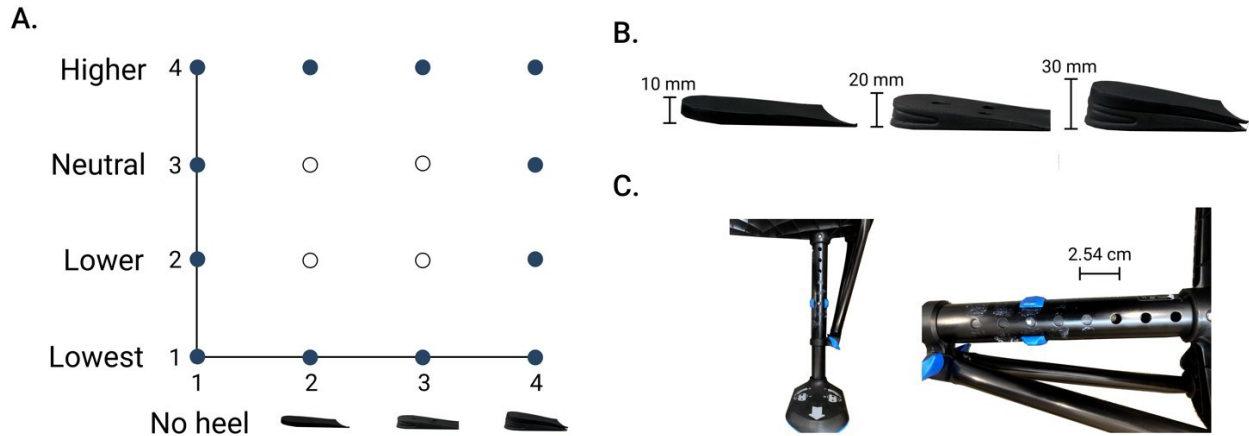 A.
Higher 4
Neutral 3
Lower 2
Lowest 1
1 2 3 4
No heel
B.
10 mm
20 mm
30 mm
C.
2.54 cm